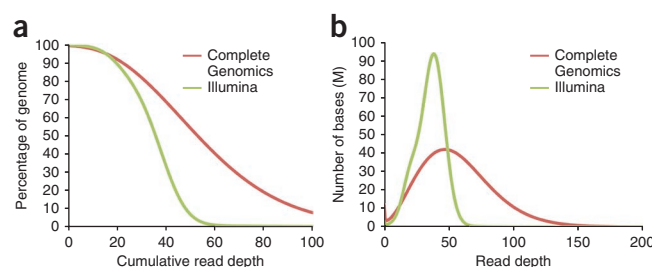 a
100
90
80
70
60
50
40
30
20
10
0
Percentage of genome
Complete
Genomics
Illumina
0 20 40 60 80 100
Cumulative read depth
b
100
90
80
70
60
50
40
30
20
10
0
Number of bases (M)
Complete
Genomics
Illumina
0 50 100 150 200
Read depth